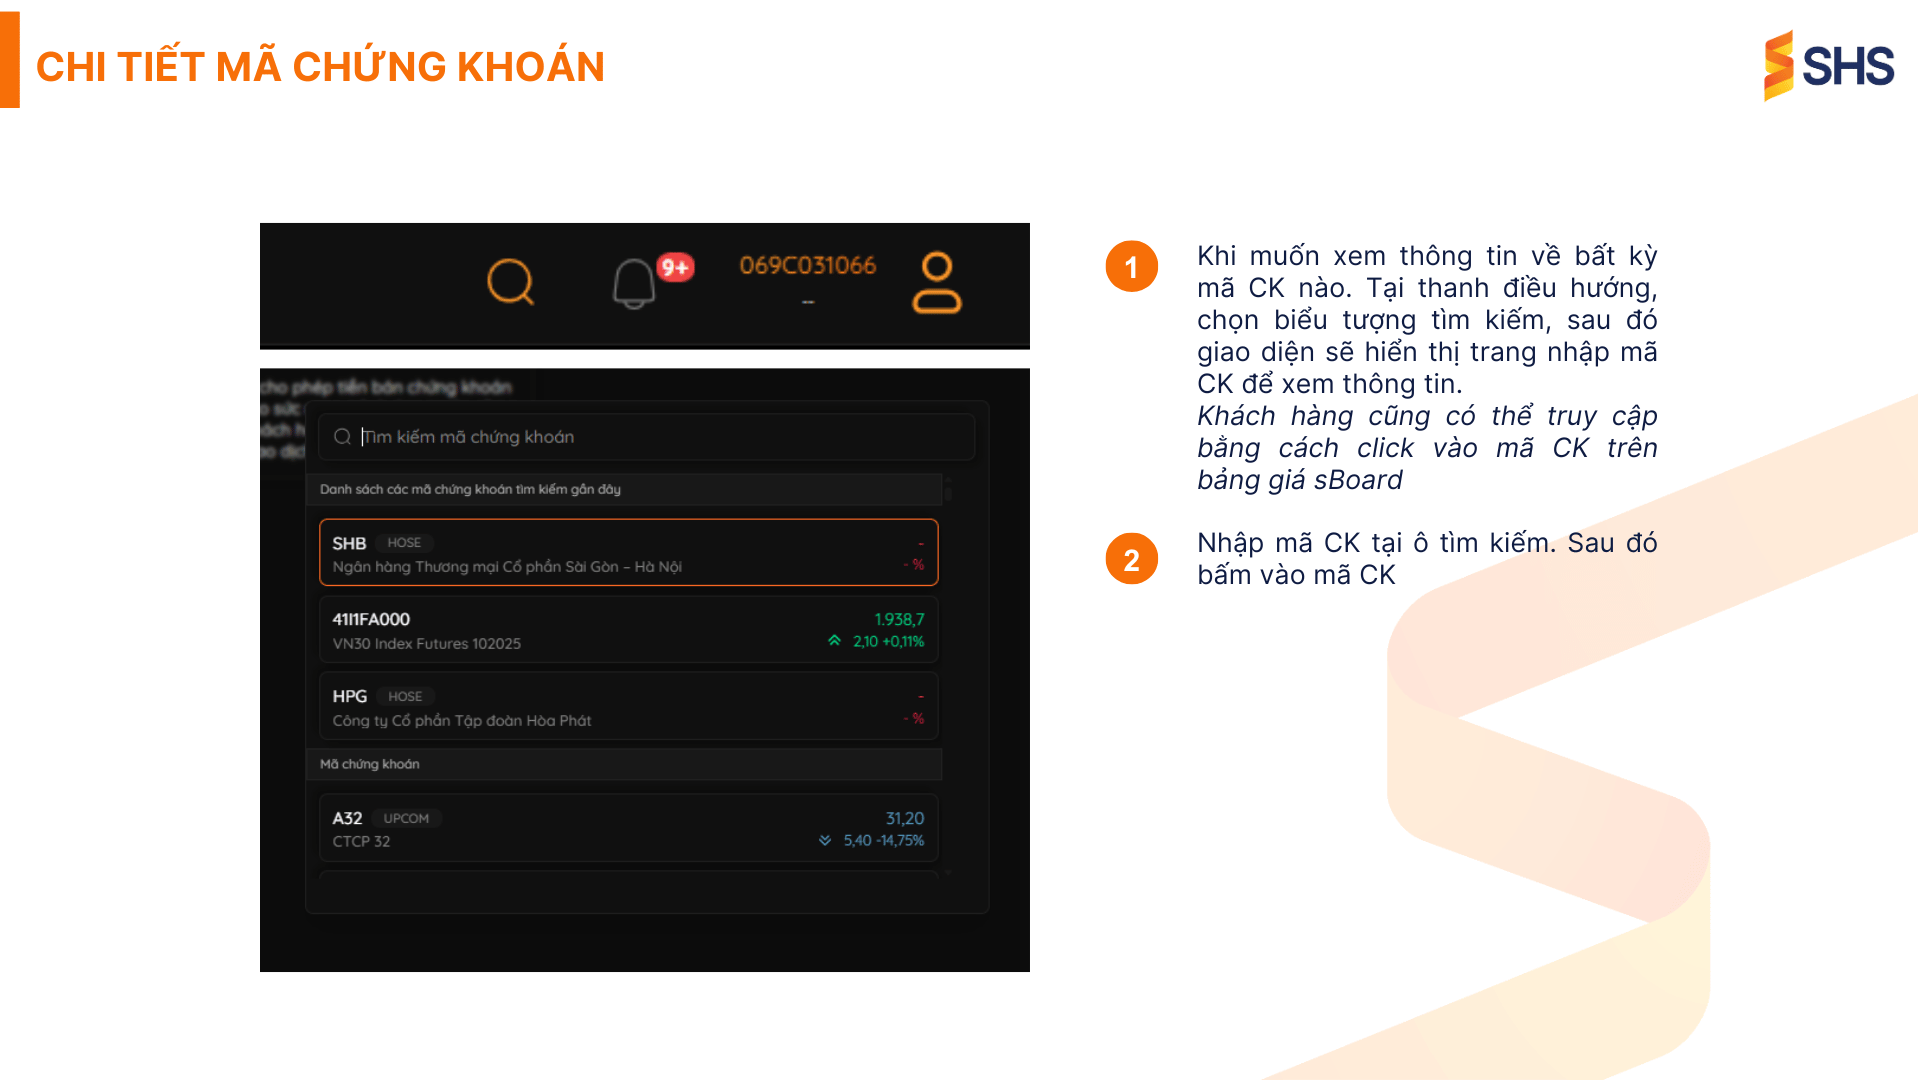 CHI TIẾT MÃ CHỨNG KHOÁN
SHS
9+
069C031066
--
cho phép tiền bán chứng khoán
Tìm kiếm mã chứng khoán
Danh sách các mã chứng khoán tìm kiếm gần đây
SHB HOSE -
Ngân hàng Thương mại Cổ phần Sài Gòn – Hà Nội - %
41I1FA000 1.938,7
VN30 Index Futures 102025 2,10 +0,11%
HPG HOSE -
Công ty Cổ phần Tập đoàn Hòa Phát - %
Mã chứng khoán
A32 UPCOM 31,20
CTCP 32 5,40 -14,75%
1
Khi muốn xem thông tin về bất kỳ
mã CK nào. Tại thanh điều hướng,
chọn biểu tượng tìm kiếm, sau đó
giao diện sẽ hiển thị trang nhập mã
CK để xem thông tin.
Khách hàng cũng có thể truy cập
bằng cách click vào mã CK trên
bảng giá sBoard
2
Nhập mã CK tại ô tìm kiếm. Sau đó
bấm vào mã CK